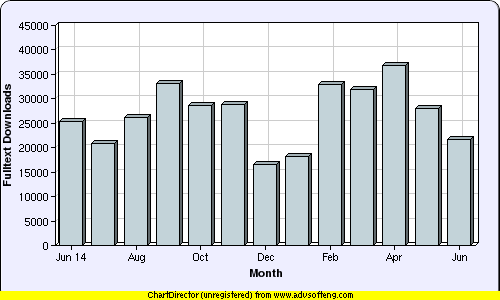 45000
40000
35000
30000
25000
20000
15000
10000
5000
0
Fulltext Downloads
Jun 14 Aug Oct Dec Feb Apr Jun
Month
ChartDirector (unregistered) from www.advsofteng.com